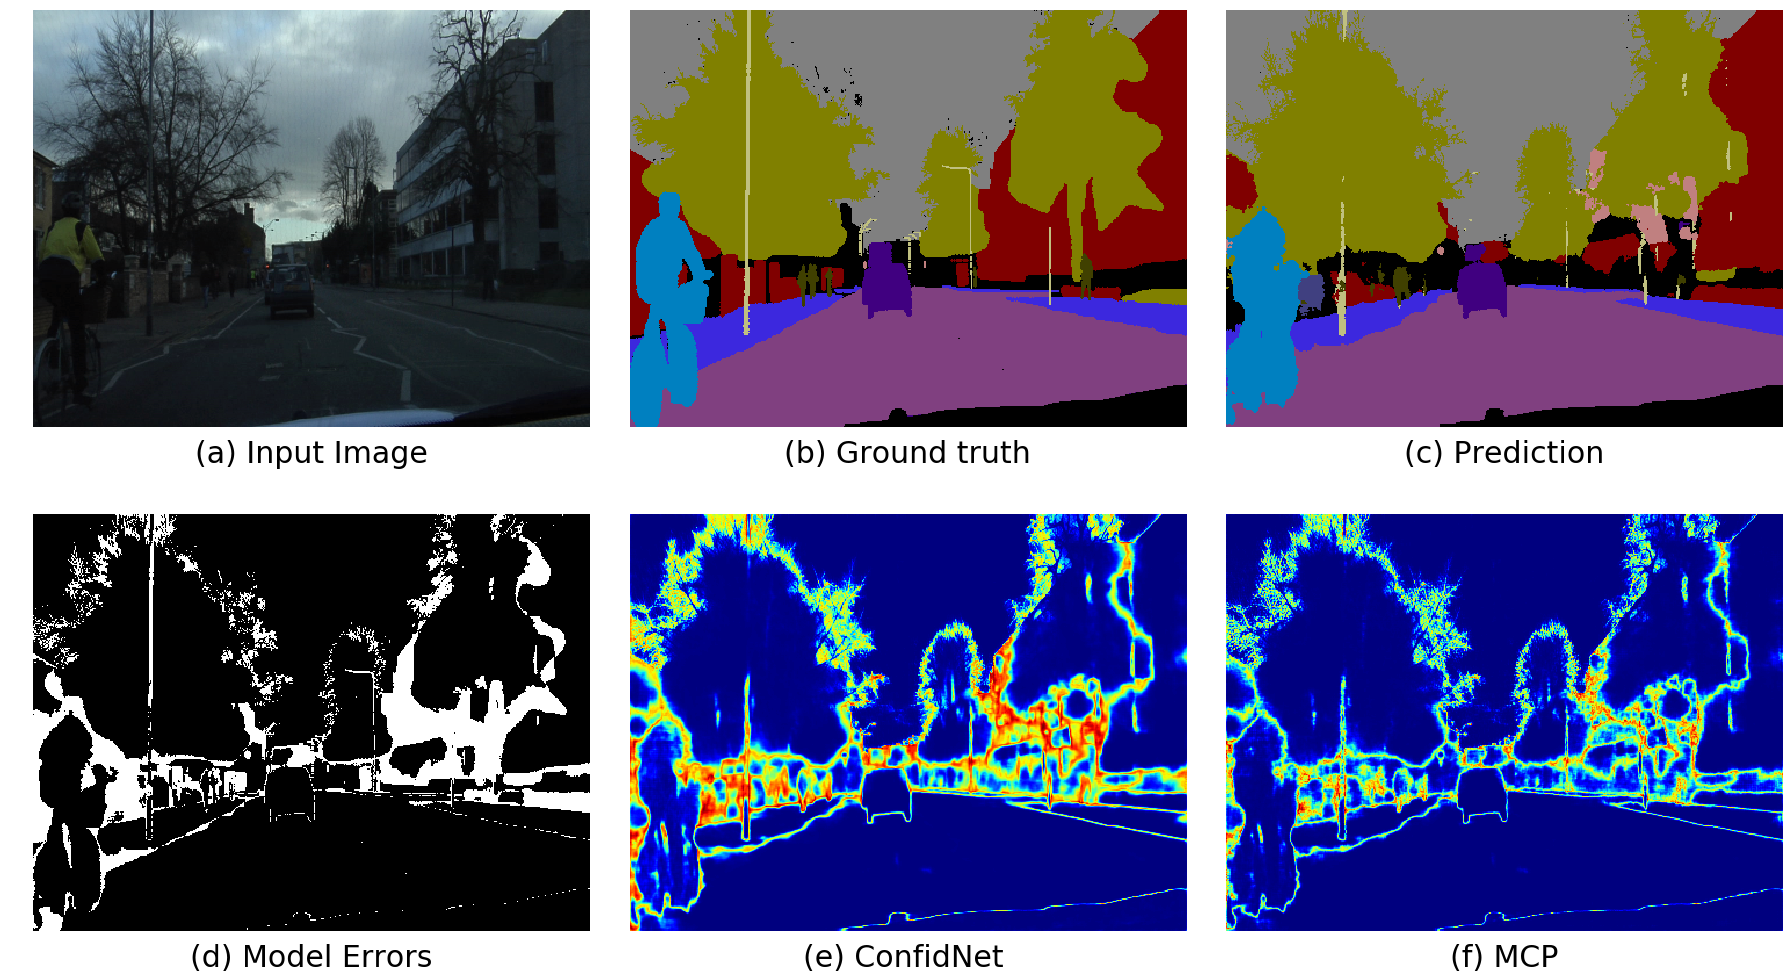 (a) Input Image
(b) Ground truth
(c) Prediction
(d) Model Errors
(e) ConfidNet
(f) MCP